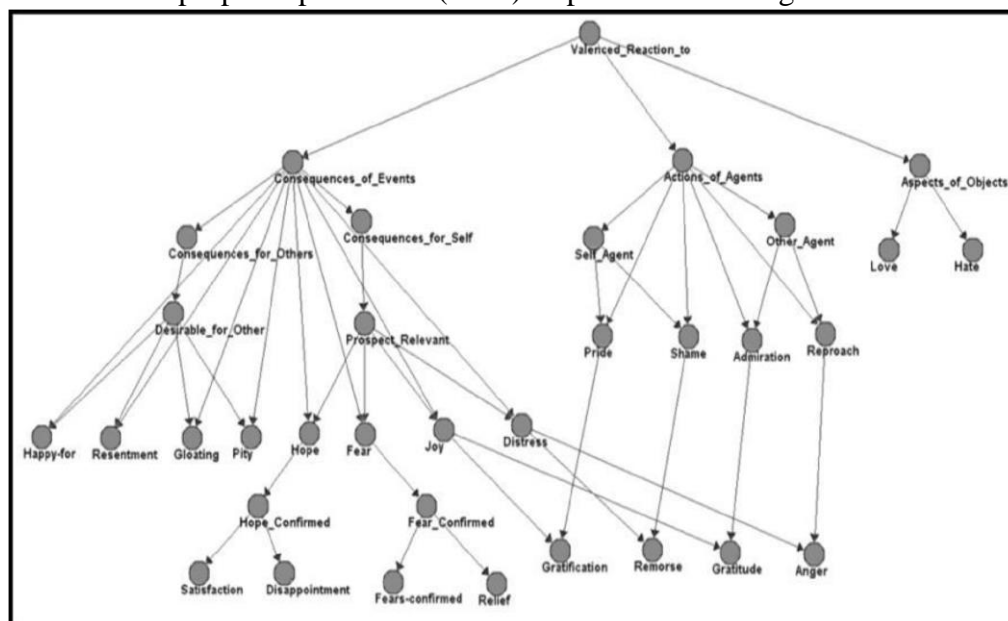 Valenced_Reaction_to
Consequences_of_Events
Actions_of_Agents
Aspects_of_Objects
Consequences_for_Others
Consequences_for_Self
Self_Agent
Other_Agent
Love
Hate
Desirable_for_Other
Prospect_Relevant
Pride
Shame
Admiration
Reproach
Happy-for
Resentment
Gloating
Pity
Hope
Fear
Joy
Distress
Hope_Confirmed
Fear_Confirmed
Gratification
Remorse
Gratitude
Anger
Satisfaction
Disappointment
Fears-confirmed
Relief